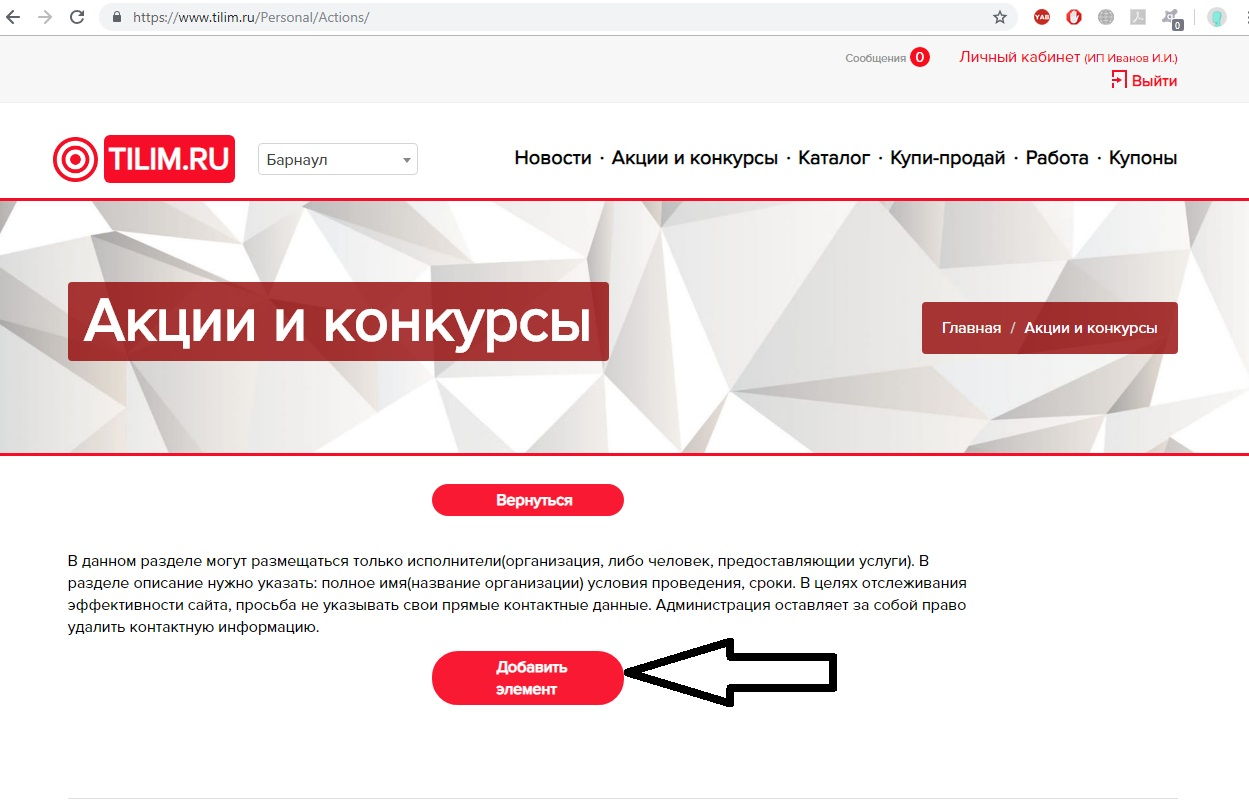 https://www.tilim.ru/Personal/Actions/
YAB
0
Сообщения 0
Личный кабинет (ИП Иванов И.И.)
Выйти
TILIM.RU
Барнаул
Новости · Акции и конкурсы · Каталог · Купи-продай · Работа · Купоны
Акции и конкурсы
Главная / Акции и конкурсы
Вернуться
В данном разделе могут размещаться только исполнители(организация, либо человек, предоставляющии услуги). В
разделе описание нужно указать: полное имя(название организации) условия проведения, сроки. В целях отслеживания
эффективности сайта, просьба не указывать свои прямые контактные данные. Администрация оставляет за собой право
удалить контактную информацию.
Добавить
элемент